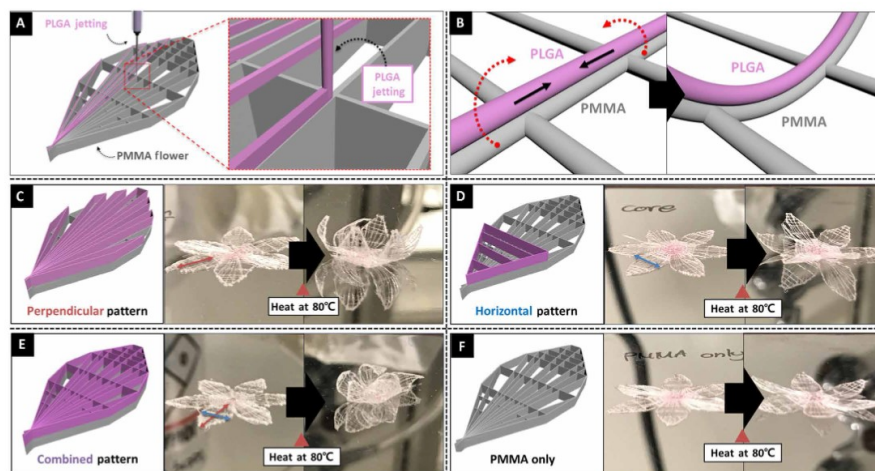 A
PLGA jetting
PMMA flower
PLGA
jetting
B
PLGA
PMMA
PLGA
PMMA
C
Perpendicular pattern
Heat at 80℃
D
core
Horizontal pattern
Heat at 80℃
E
Combined pattern
Heat at 80℃
F
PMMA only
PMMA only
Heat at 80℃